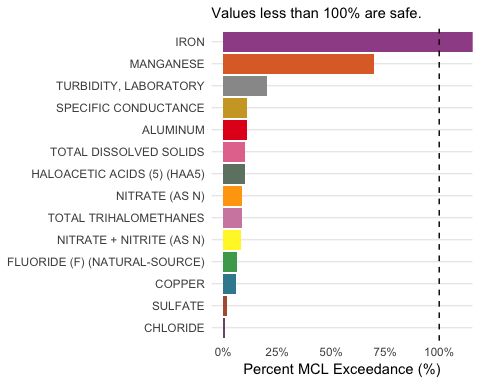 Values less than 100% are safe.
IRON
MANGANESE
TURBIDITY, LABORATORY
SPECIFIC CONDUCTANCE
ALUMINUM
TOTAL DISSOLVED SOLIDS
HALOACETIC ACIDS (5) (HAA5)
NITRATE (AS N)
TOTAL TRIHALOMETHANES
NITRATE + NITRITE (AS N)
FLUORIDE (F) (NATURAL-SOURCE)
COPPER
SULFATE
CHLORIDE
0% 25% 50% 75% 100%
Percent MCL Exceedance (%)